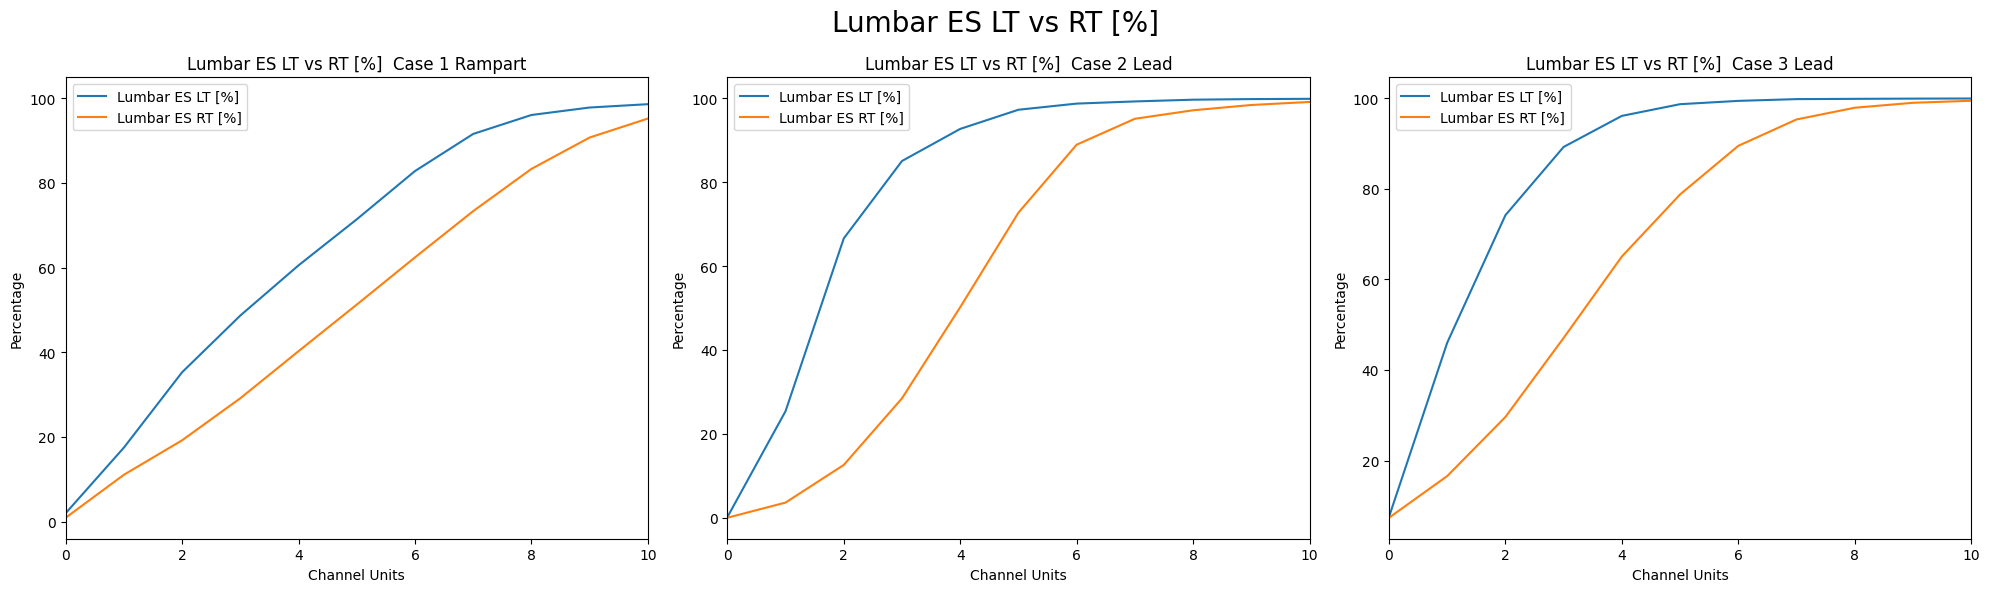 Lumbar ES LT vs RT [%]
Lumbar ES LT vs RT [%]  Case 1 Rampart
Lumbar ES LT [%]
Lumbar ES RT [%]
Percentage
100
80
60
40
20
0
0 2 4 6 8 10
Channel Units
Lumbar ES LT vs RT [%]  Case 2 Lead
Lumbar ES LT [%]
Lumbar ES RT [%]
Percentage
100
80
60
40
20
0
0 2 4 6 8 10
Channel Units
Lumbar ES LT vs RT [%]  Case 3 Lead
Lumbar ES LT [%]
Lumbar ES RT [%]
Percentage
100
80
60
40
20
0 2 4 6 8 10
Channel Units